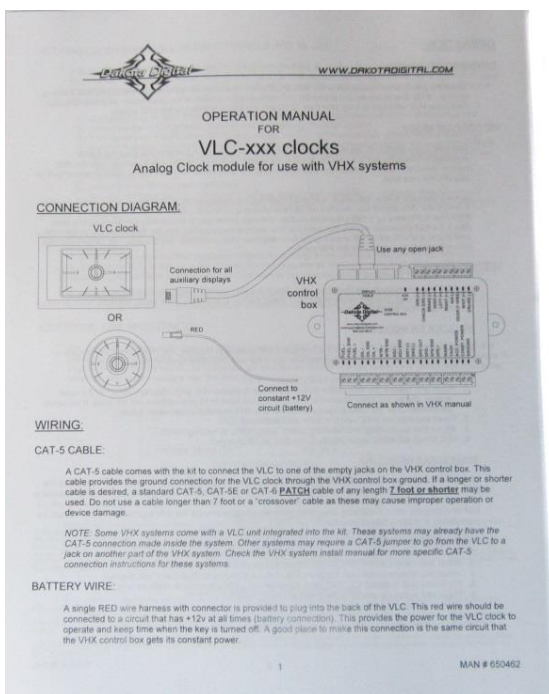 Dakota Digital
WWW.DAKOTADIGITAL.COM
OPERATION MANUAL
FOR
VLC-xxx clocks
Analog Clock module for use with VHX systems
CONNECTION DIAGRAM:
VLC clock
Use any open jack
Connection for all
auxiliary displays
VHX
control
box
OR
RED
Dakota Digital
Connect to
constant +12V
circuit (battery)
Connect as shown in VHX manual
WIRING:
CAT-5 CABLE:
A CAT-5 cable comes with the kit to connect the VLC to one of the empty jacks on the VHX control box. This
cable provides the ground connection for the VLC clock through the VHX control box ground. If a longer or shorter
cable is desired, a standard CAT-5, CAT-5E or CAT-6 PATCH cable of any length 7 foot or shorter may be
used. Do not use a cable longer than 7 foot or a "crossover" cable as these may cause improper operation or
device damage.
NOTE: Some VHX systems come with a VLC unit integrated into the kit. These systems may already have the
CAT-5 connection made inside the system. Other systems may require a CAT-5 jumper to go from the VLC to a
jack on another part of the VHX system. Check the VHX system install manual for more specific CAT-5
connection instructions for these systems.
BATTERY WIRE:
A single RED wire harness with connector is provided to plug into the back of the VLC. This red wire should be
connected to a circuit that has +12v at all times (battery connection). This provides the power for the VLC clock to
operate and keep time when the key is turned off. A good place to make this connection is the same circuit that
the VHX control box gets its constant power.
1
MAN # 650462